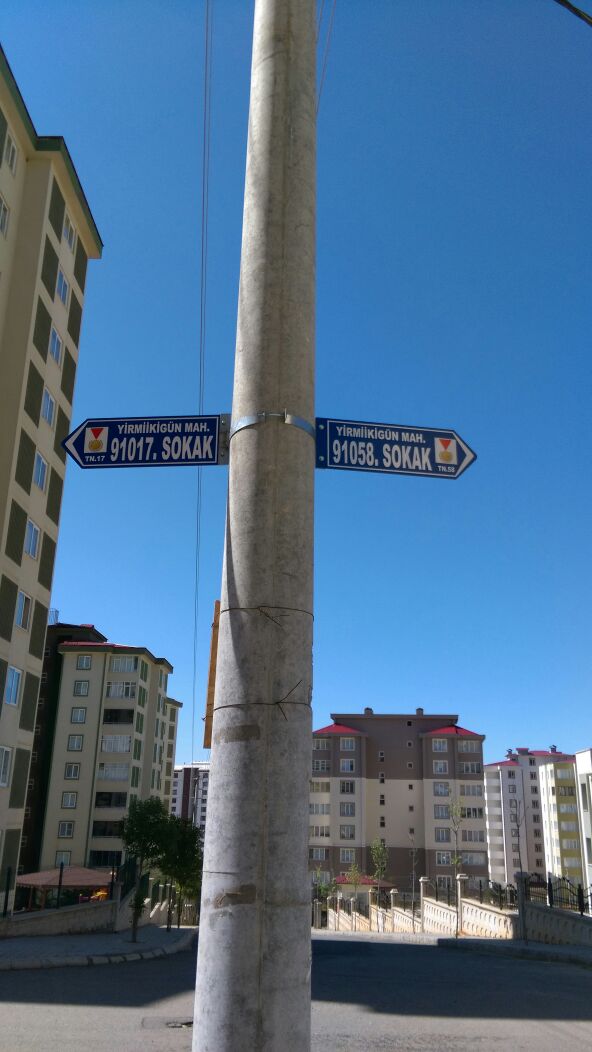 YİRMİİKİGÜN MAH.
91017. SOKAK
TN.17
YİRMİİKİGÜN MAH.
91058. SOKAK
TN.58